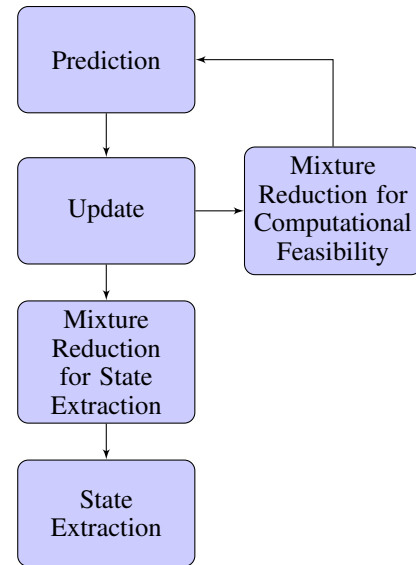 Prediction
Update
Mixture
Reduction for
Computational
Feasibility
Mixture
Reduction
for State
Extraction
State
Extraction